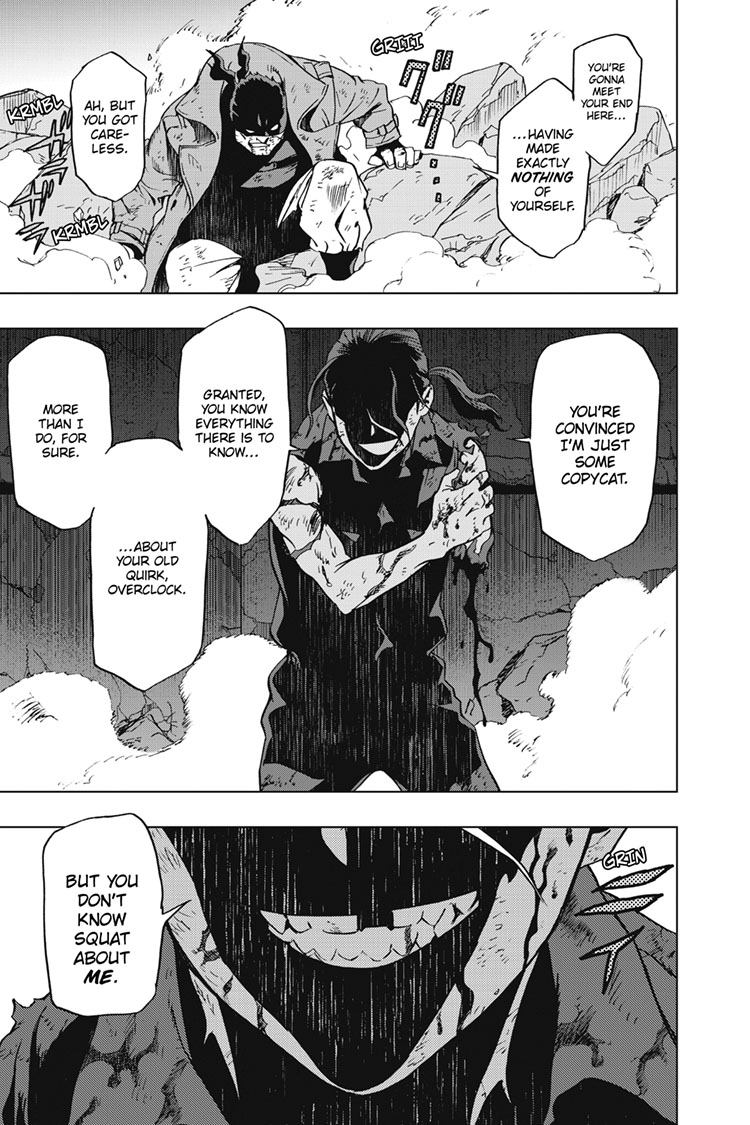 YOU'RE
GONNA
MEET
YOUR END
HERE...
...HAVING
MADE
EXACTLY
NOTHING
OF
YOURSELF.
GRIII
ググ
AH, BUT
YOU GOT
CARE-
LESS.
KRMBL
KRMBL
YOU'RE
CONVINCED
I'M JUST
SOME
COPYCAT.
GRANTED,
YOU KNOW
EVERYTHING
THERE IS TO
KNOW...
...ABOUT
YOUR OLD
QUIRK,
OVERCLOCK.
MORE
THAN I
DO, FOR
SURE.
GRIN
BUT YOU
DON'T
KNOW
SQUAT
ABOUT
ME.